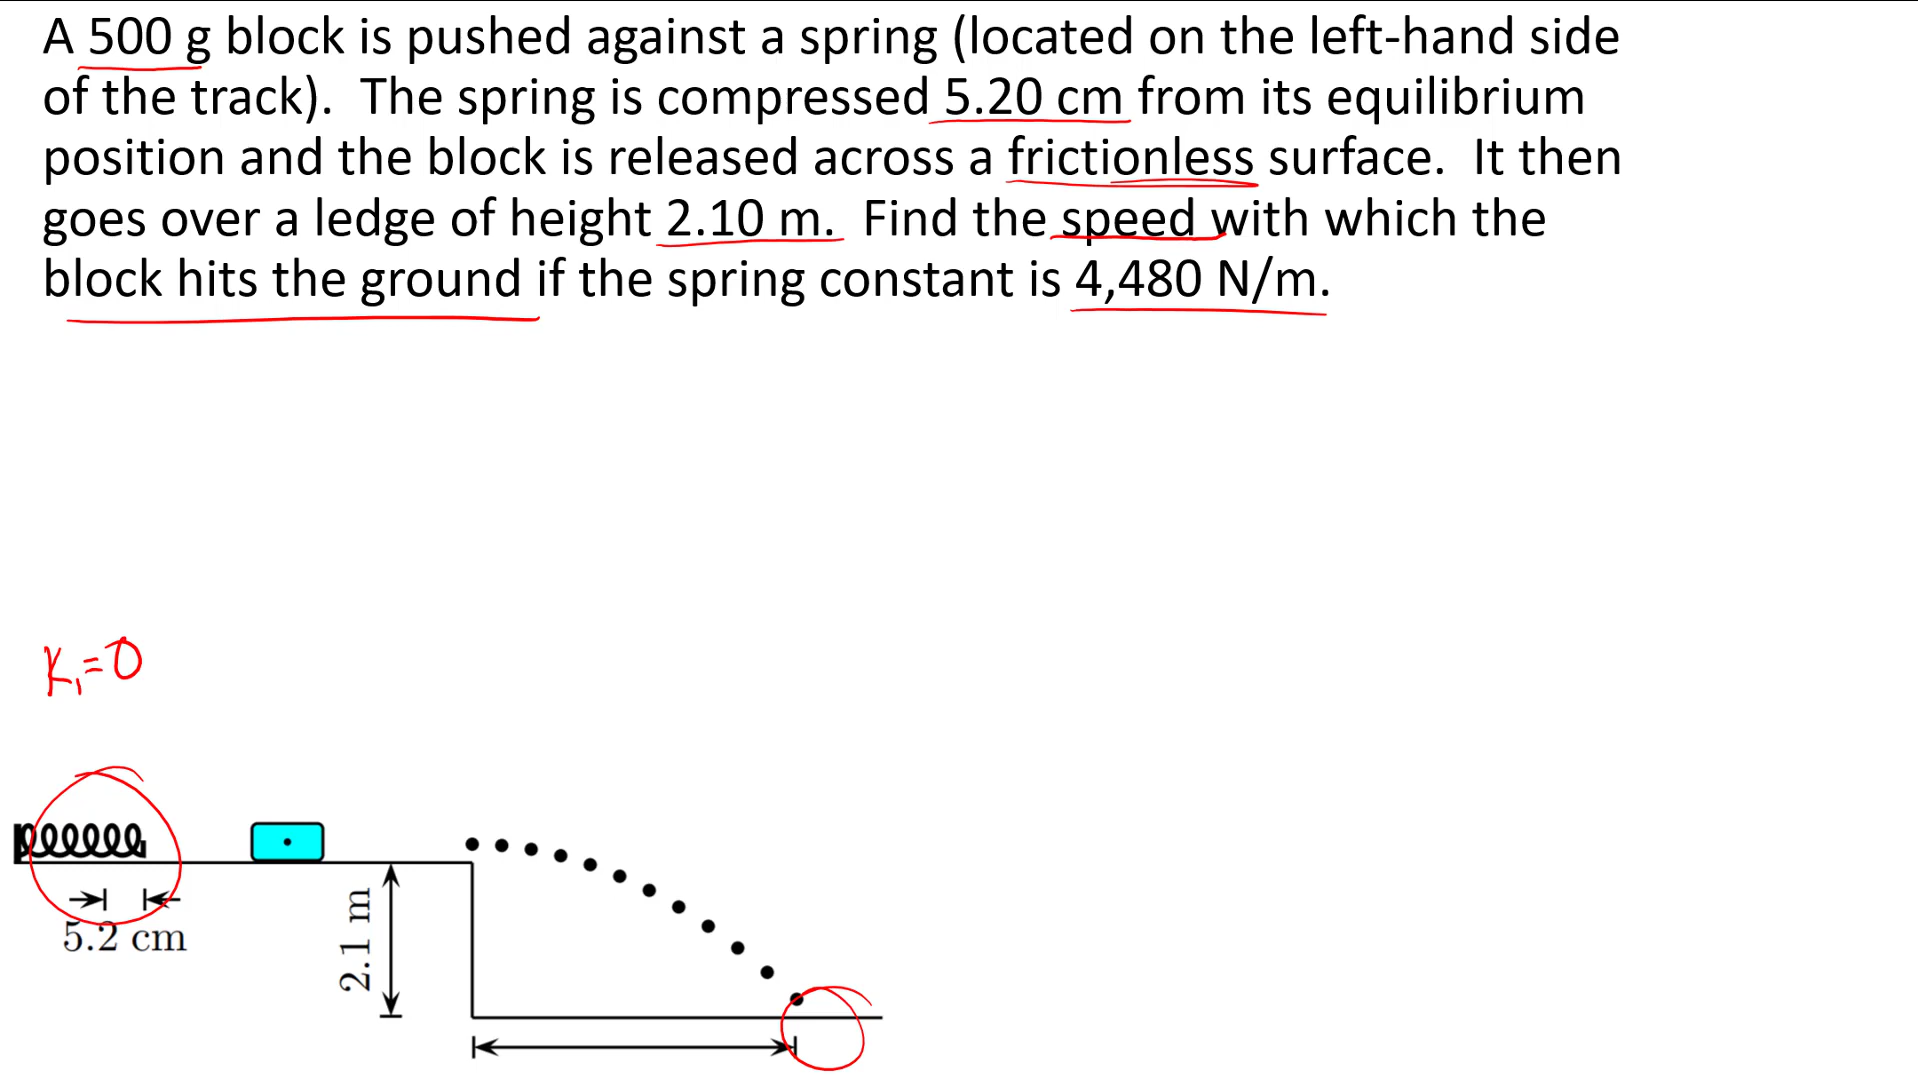 A 500 g block is pushed against a spring (located on the left-hand side
of the track). The spring is compressed 5.20 cm from its equilibrium
position and the block is released across a frictionless surface. It then
goes over a ledge of height 2.10 m. Find the speed with which the
block hits the ground if the spring constant is 4,480 N/m.
K₁=0
5.2 cm
2.1 m